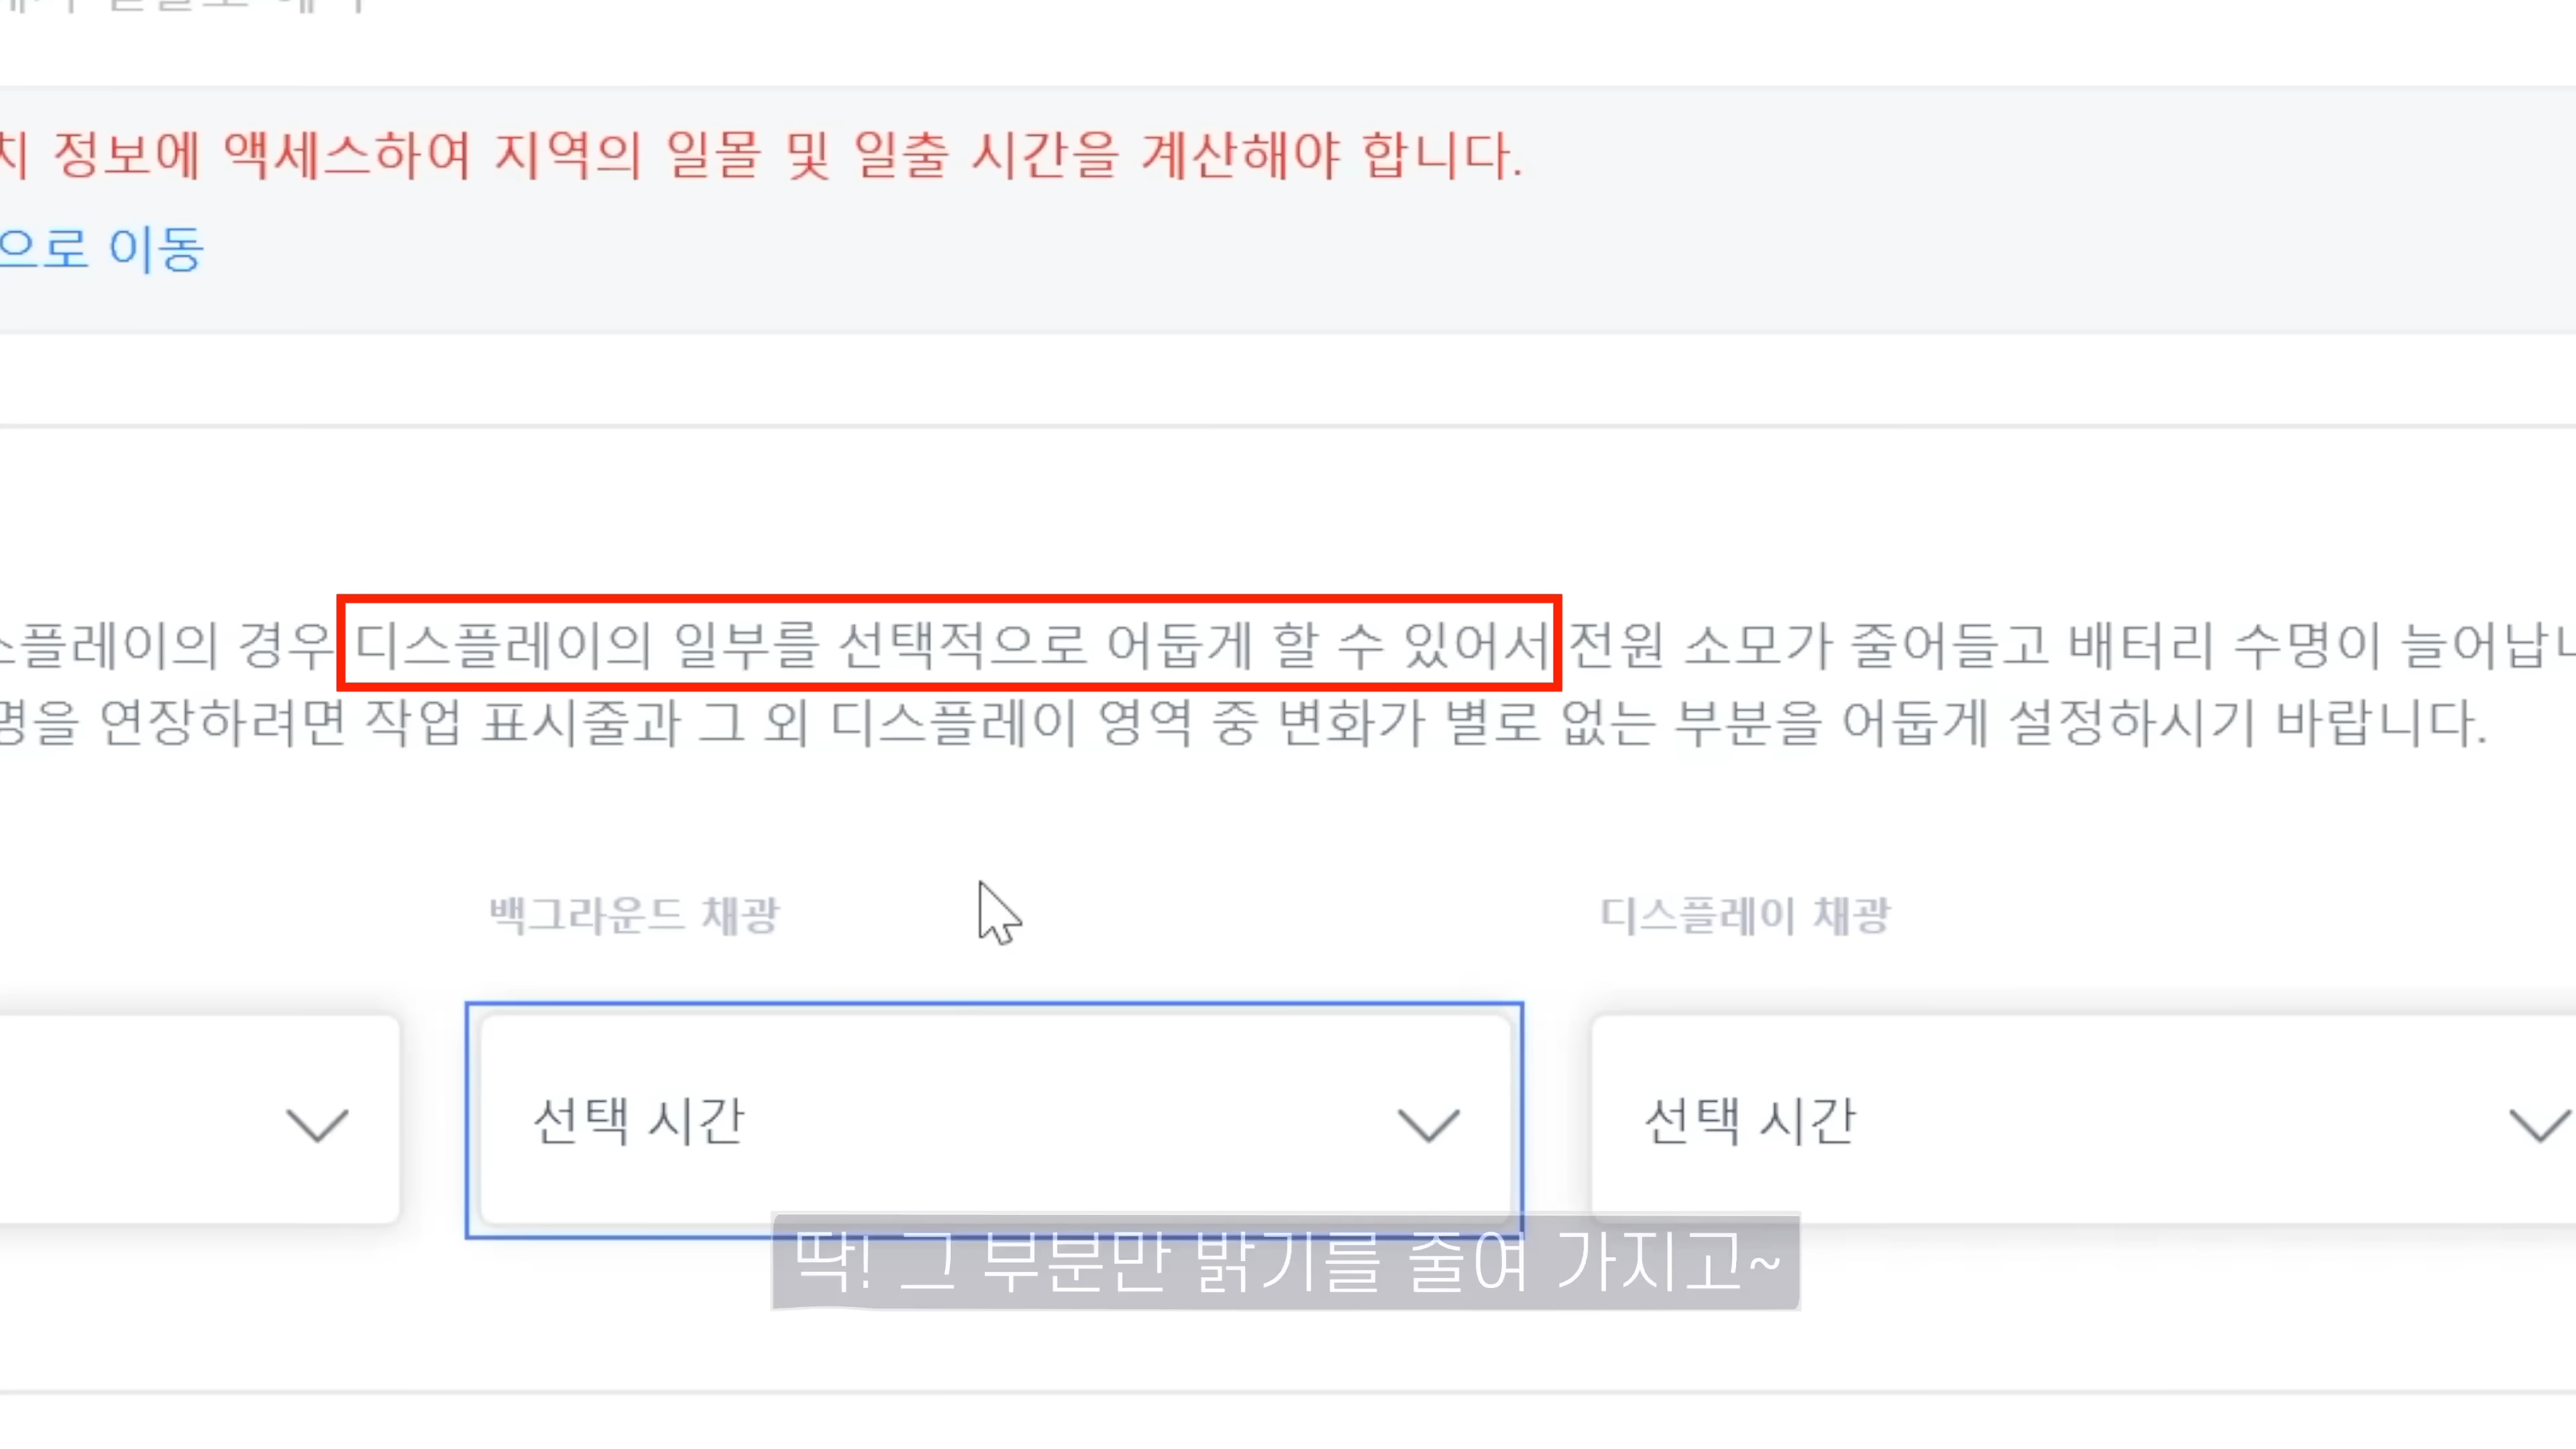 정보에 액세스하여 지역의 일몰 및 일출 시간을 계산해야 합니다.
으로 이동
스플레이의 경우 디스플레이의 일부를 선택적으로 어둡게 할 수 있어서 전원 소모가 줄어들고 배터리 수명이 늘어납니
명을 연장하려면 작업 표시줄과 그 외 디스플레이 영역 중 변화가 별로 없는 부분을 어둡게 설정하시기 바랍니다.
백그라운드 채광
디스플레이 채광
선택 시간
선택 시간
딱! 그 부분만 밝기를 줄여 가지고~